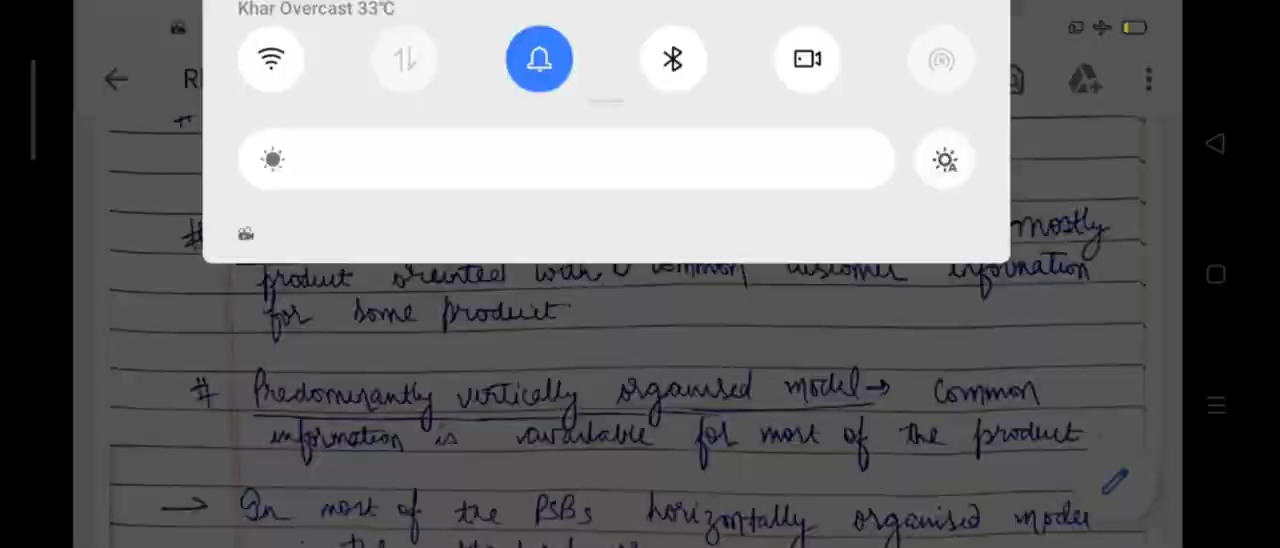 Khar Overcast 33°C
mostly
product oriented with common customer information
for some product
# Predominantly vertically organised model → Common
information is available for most of the product
→ In most of the PSBs horizontally organised model